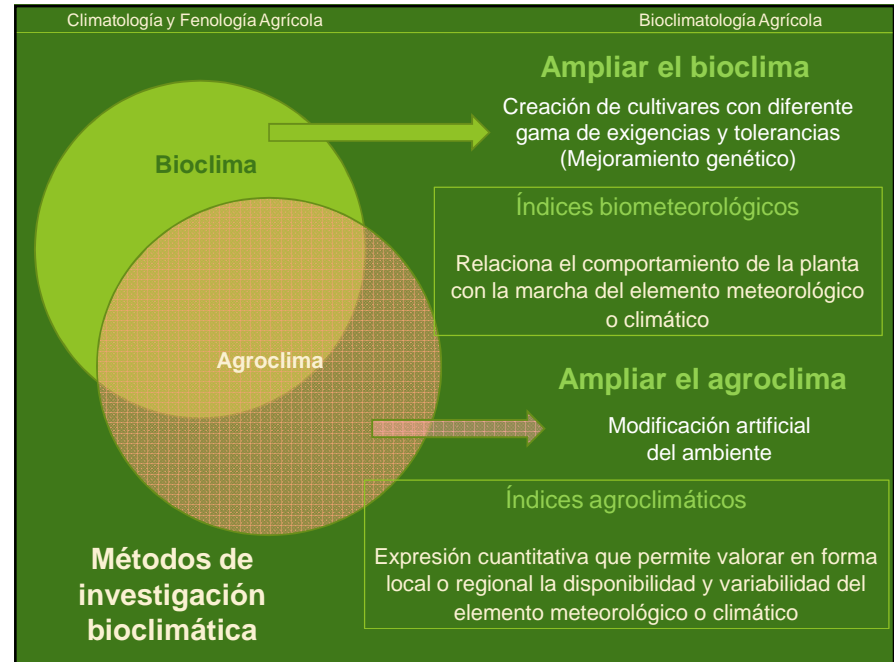 Climatología y Fenología Agrícola
Bioclimatología Agrícola
Ampliar el bioclima
Creación de cultivares con diferente
gama de exigencias y tolerancias
(Mejoramiento genético)
Bioclima
Índices biometeorológicos
Relaciona el comportamiento de la planta
con la marcha del elemento meteorológico
o climático
Agroclima
Ampliar el agroclima
Modificación artificial
del ambiente
Índices agroclimáticos
Expresión cuantitativa que permite valorar en forma
local o regional la disponibilidad y variabilidad del
elemento meteorológico o climático
Métodos de
investigación
bioclimática